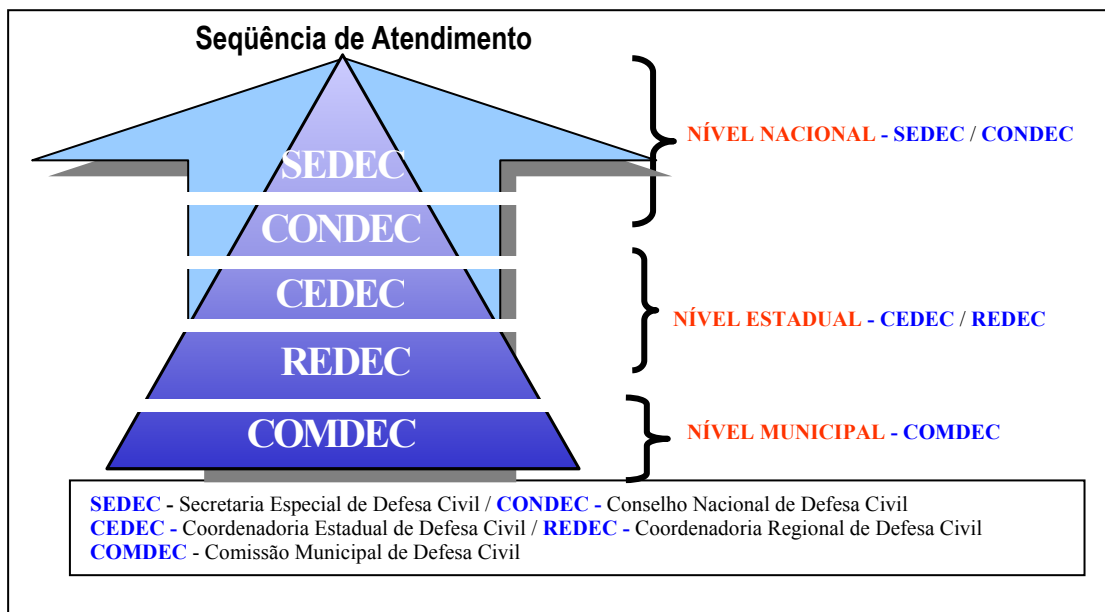 Seqüência de Atendimento
SEDEC
CONDEC
CEDEC
REDEC
COMDEC
NÍVEL NACIONAL - SEDEC / CONDEC
NÍVEL ESTADUAL - CEDEC / REDEC
NÍVEL MUNICIPAL - COMDEC
SEDEC - Secretaria Especial de Defesa Civil / CONDEC - Conselho Nacional de Defesa Civil
CEDEC - Coordenadoria Estadual de Defesa Civil / REDEC - Coordenadoria Regional de Defesa Civil
COMDEC - Comissão Municipal de Defesa Civil